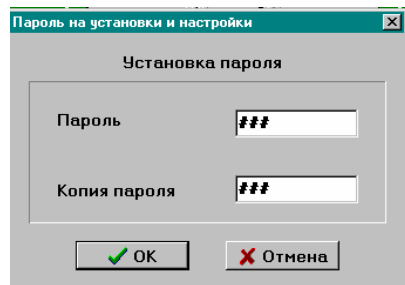 Пароль на установки и настройки
Установка пароля
Пароль ###
Копия пароля ###
OK Отмена